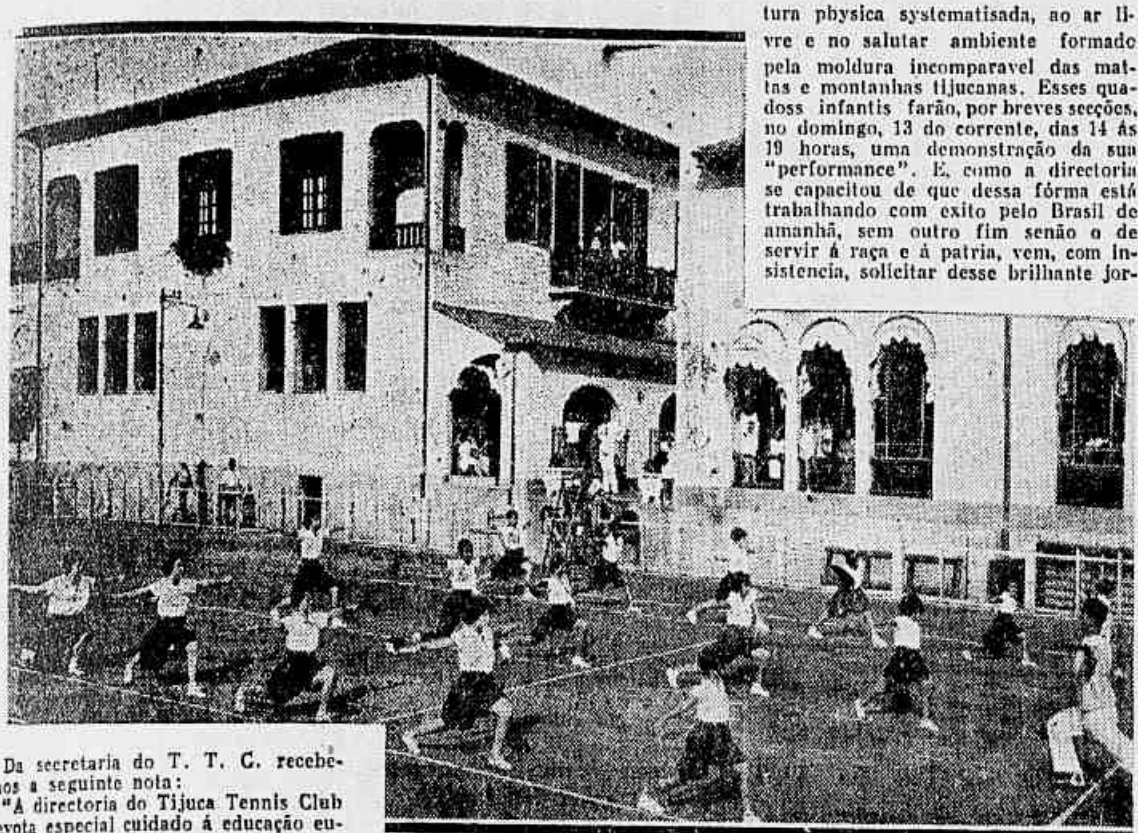 Da secretaria do T. T. C. recebe-
mos a seguinte nota:
"A directoria do Tijuca Tennis Club
evota especial cuidado á educação eu-
tura physica systematisada, ao ar li-
vre e no salutar ambiente formado
pela moldura incomparavel das mat-
tas e montanhas tijucanas. Esses qua-
doss infantis farão, por breves secções,
no domingo, 13 do corrente, das 14 ás
19 horas, uma demonstração da sua
"performance". E, como a directoria
se capacitou de que dessa fórma está
trabalhando com exito pelo Brasil de
amanhã, sem outro fim senão o de
servir á raça e á patria, vem, com in-
sistencia, solicitar desse brilhante jor-